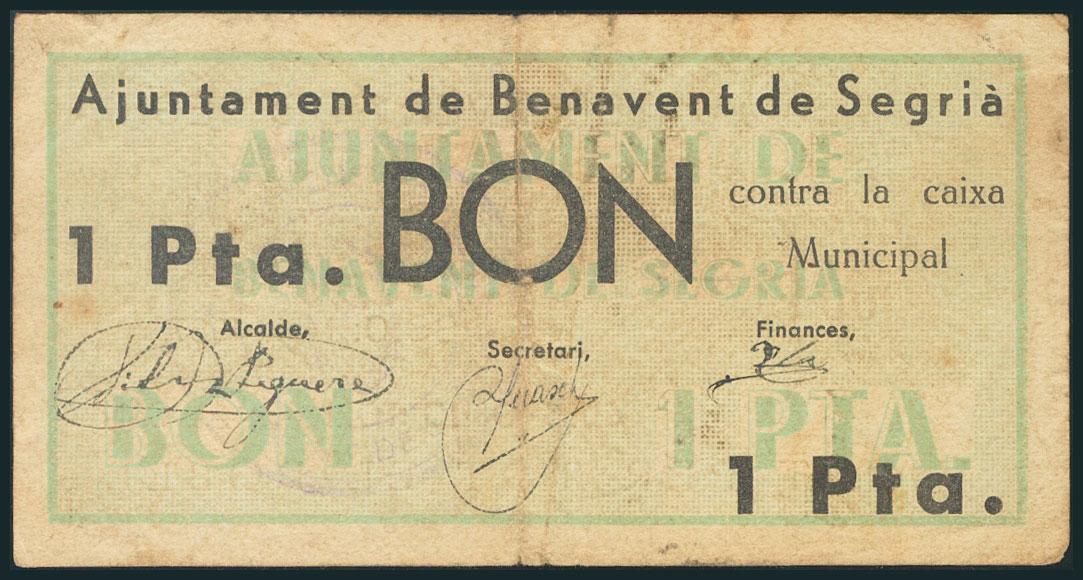 Ajuntament de Benavent de Segrià
AJUNTAMENT DE
BON contra la caixa
Municipal
1 Pta.
BENAVENT DE SEGRIA
Alcalde,
Secretari,
Finances,
BON 1 PTA.
1 Pta.